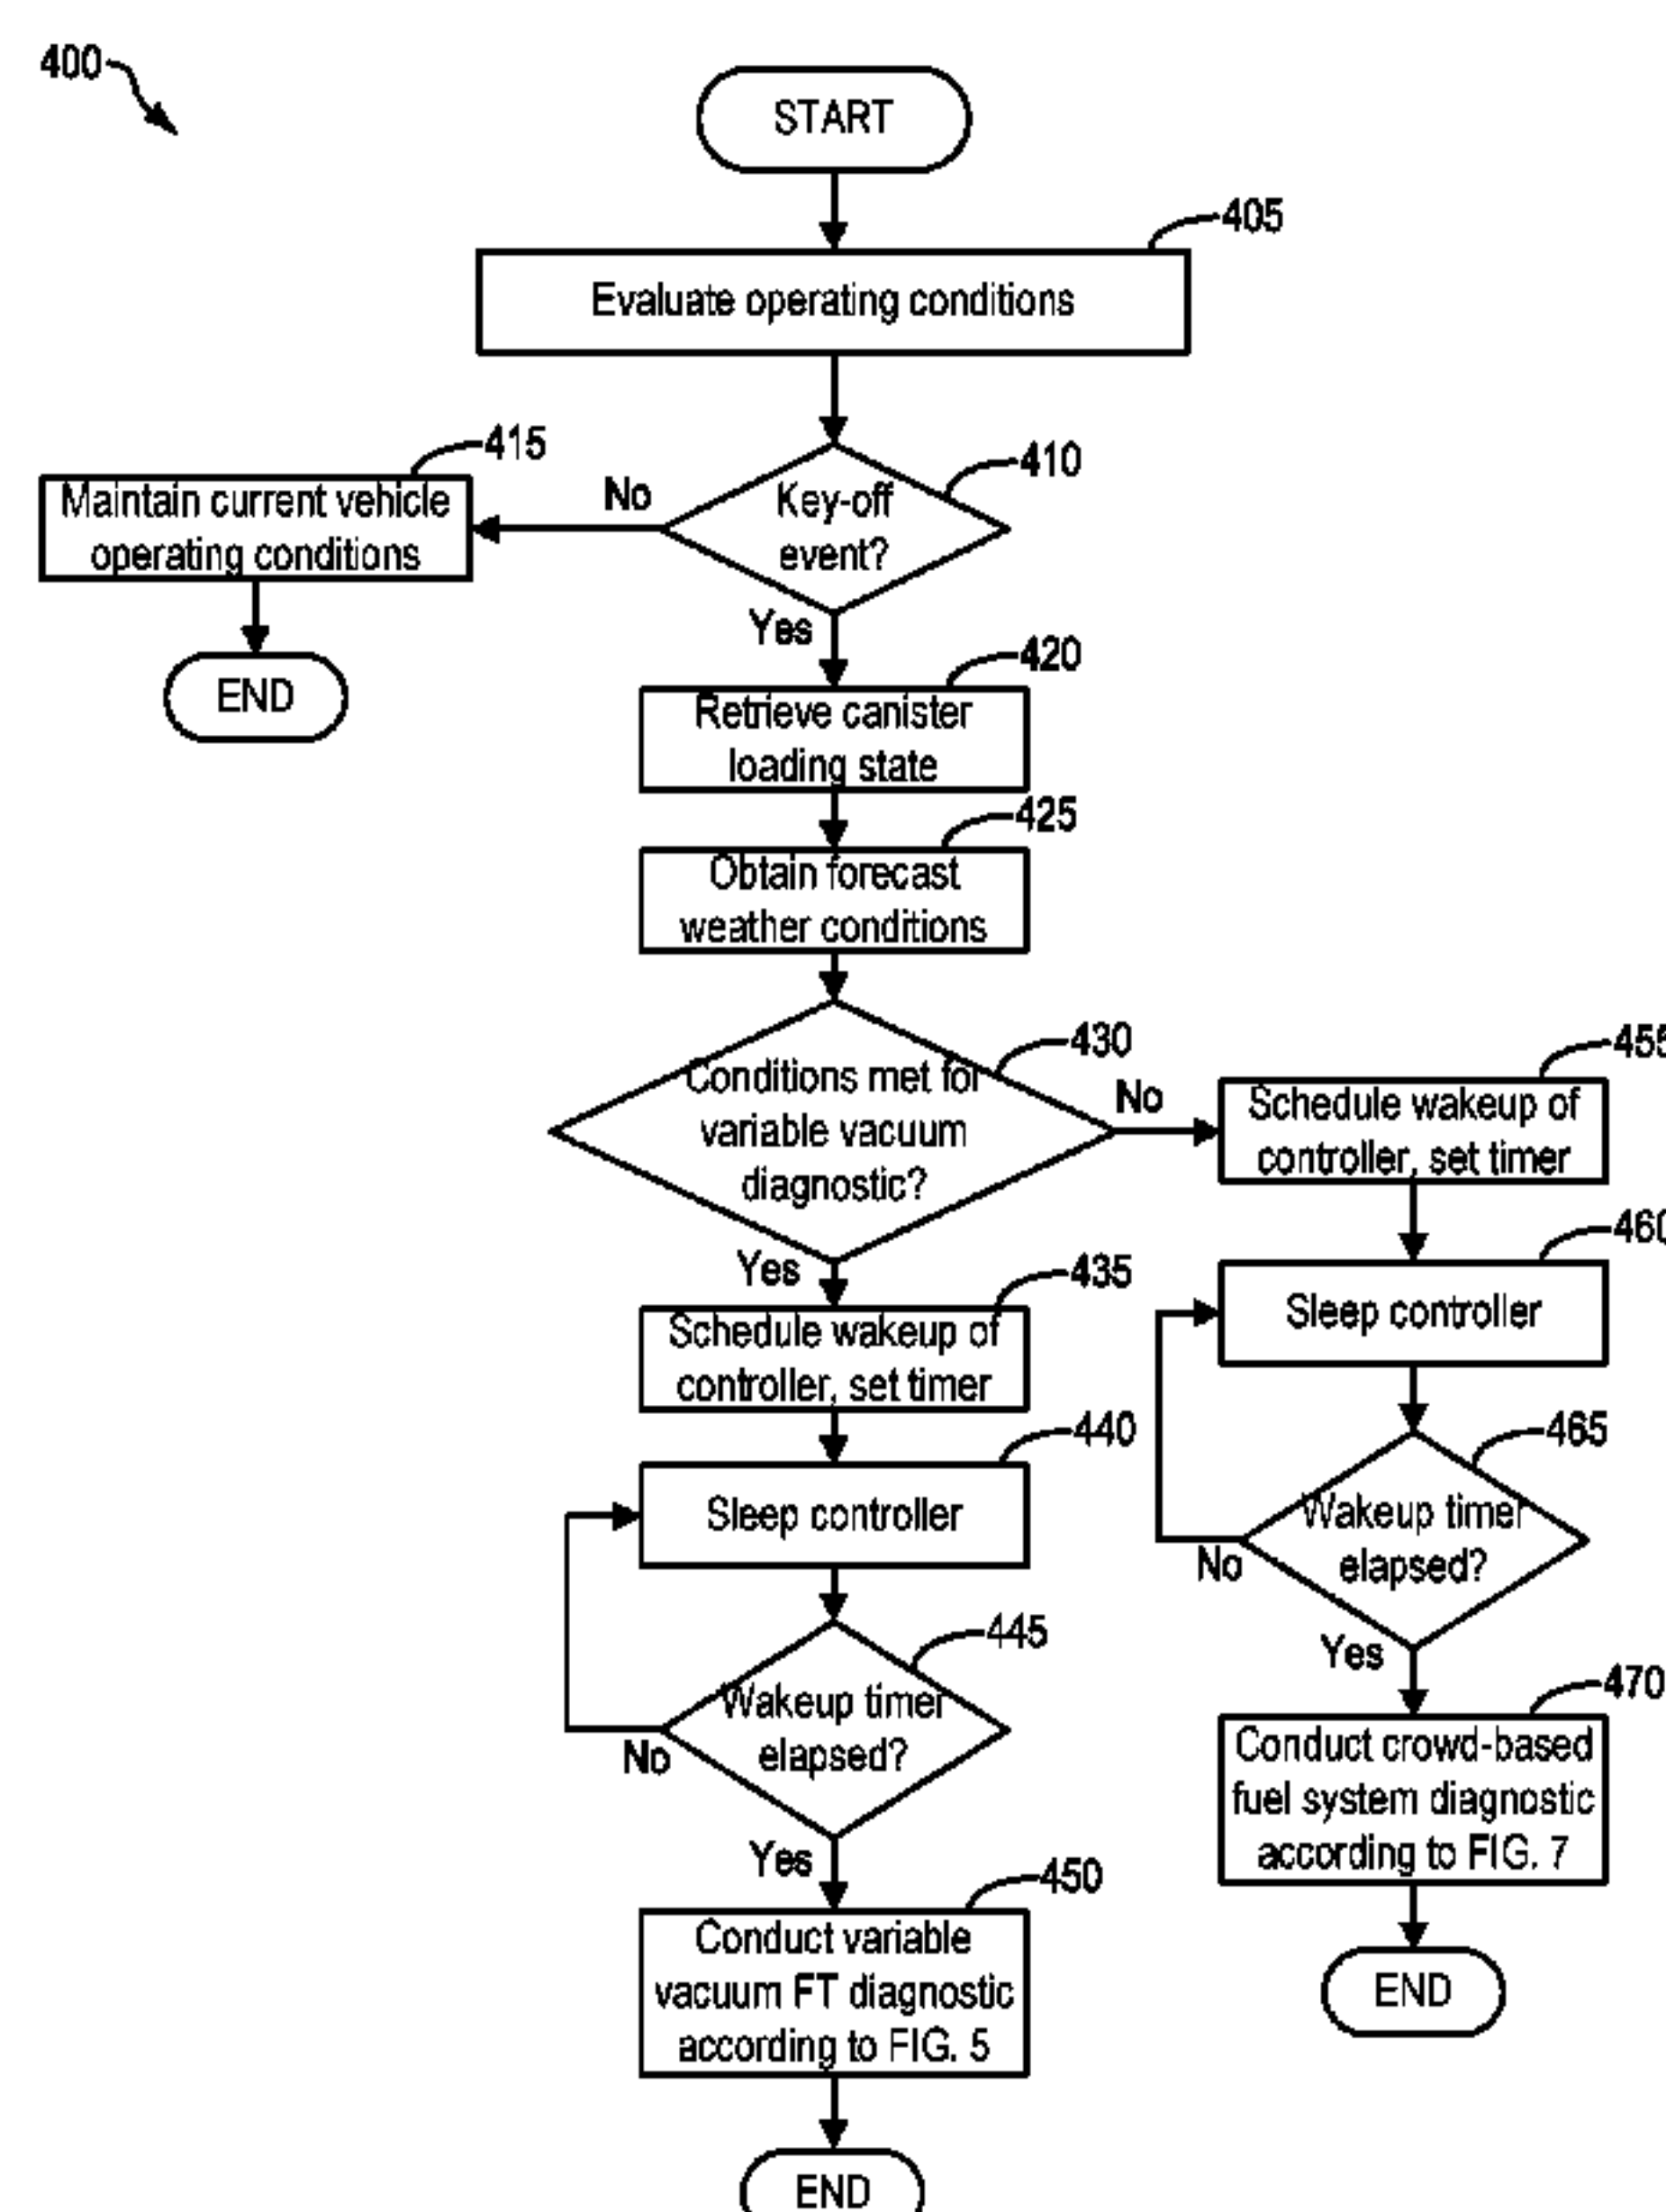 400
START
405
Evaluate operating conditions
415
410
Maintain current vehicle
operating conditions
No
Key-off
event?
Yes
END
420
Retrieve canister
loading state
425
Obtain forecast
weather conditions
430
Conditions met for
variable vacuum
diagnostic?
No
455
Schedule wakeup of
controller, set timer
Yes
435
Schedule wakeup of
controller, set timer
460
Sleep controller
440
Sleep controller
465
Wakeup timer
elapsed?
No
Yes
445
Wakeup timer
elapsed?
No
Yes
470
Conduct crowd-based
fuel system diagnostic
according to FIG. 7
END
450
Conduct variable
vacuum FT diagnostic
according to FIG. 5
END